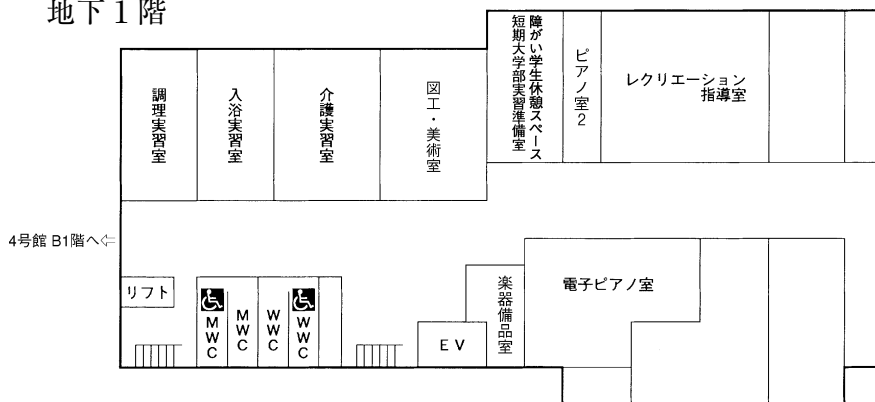 地下1階
調理実習室
入浴実習室
介護実習室
図工・美術室
障がい学生休憩スペース
短期大学部実習準備室
ピアノ室2
レクリエーション
指導室
4号館 B1階へ⇦
リフト
MWC
MWC
WWC
WWC
EV
楽器備品室
電子ピアノ室